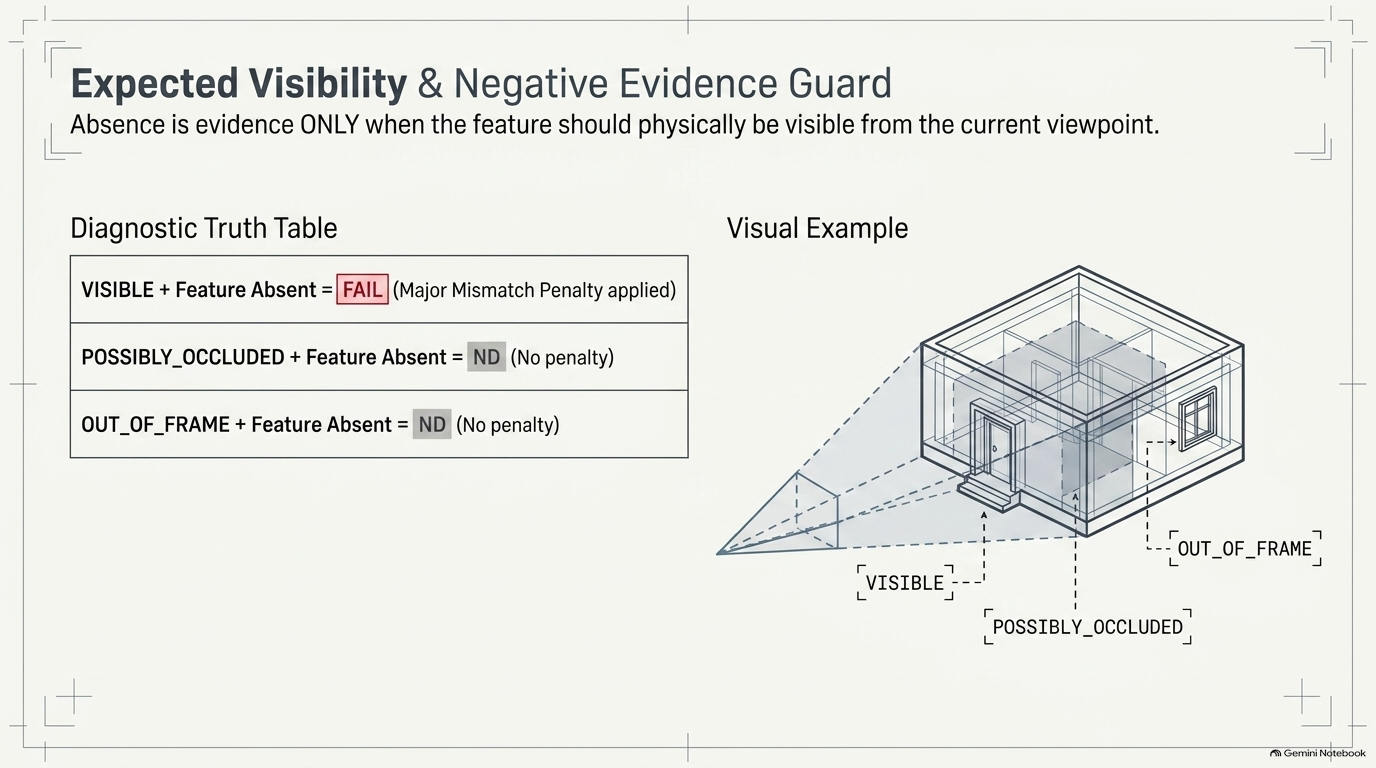 Expected Visibility & Negative Evidence Guard
Absence is evidence ONLY when the feature should physically be visible from the current viewpoint.
Diagnostic Truth Table
VISIBLE + Feature Absent = FAIL (Major Mismatch Penalty applied)
POSSIBLY_OCCLUDED + Feature Absent = ND (No penalty)
OUT_OF_FRAME + Feature Absent = ND (No penalty)
Visual Example
OUT_OF_FRAME
VISIBLE
POSSIBLY_OCCLUDED
Gemini Notebook